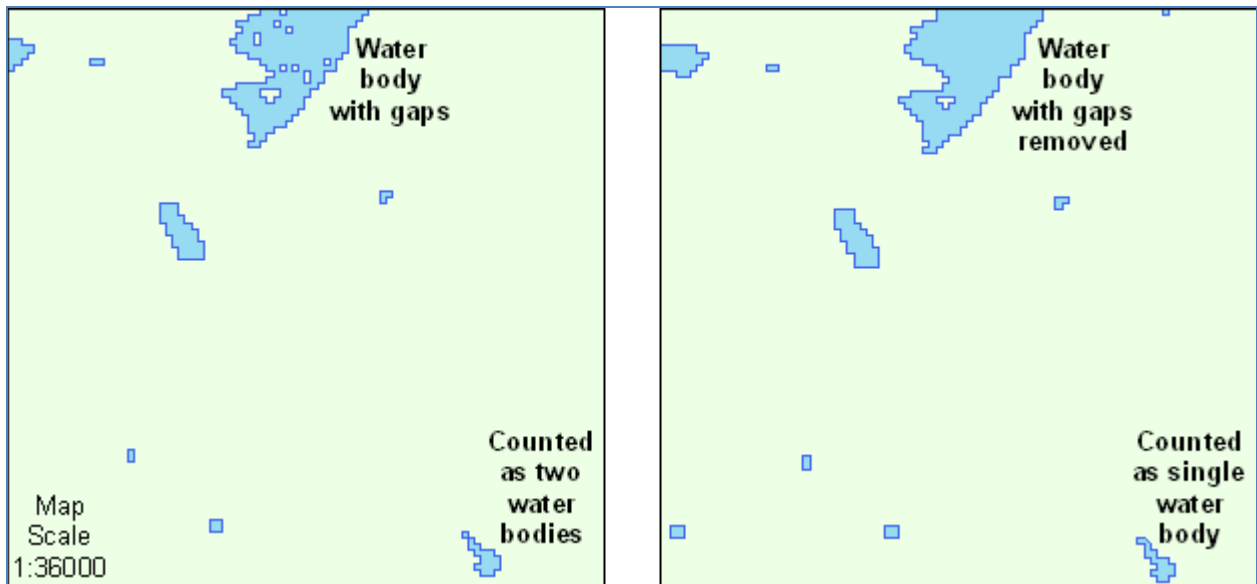 Water
body
with gaps
Counted
as two
water
bodies
Map
Scale
1:36000
Water
body
with gaps
removed
Counted
as single
water
body